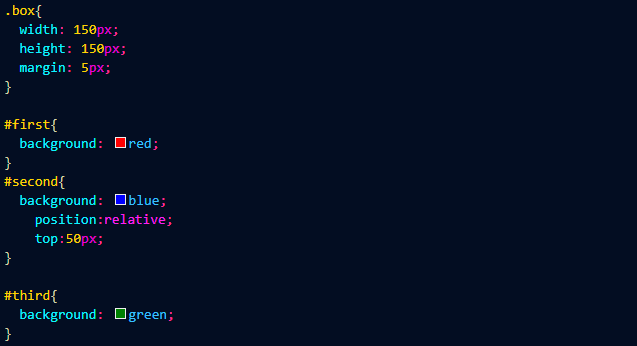 .box{
  width: 150px;
  height: 150px;
  margin: 5px;
}

#first{
  background: red;
}
#second{
  background: blue;
    position:relative;
    top:50px;
}

#third{
  background: green;
}